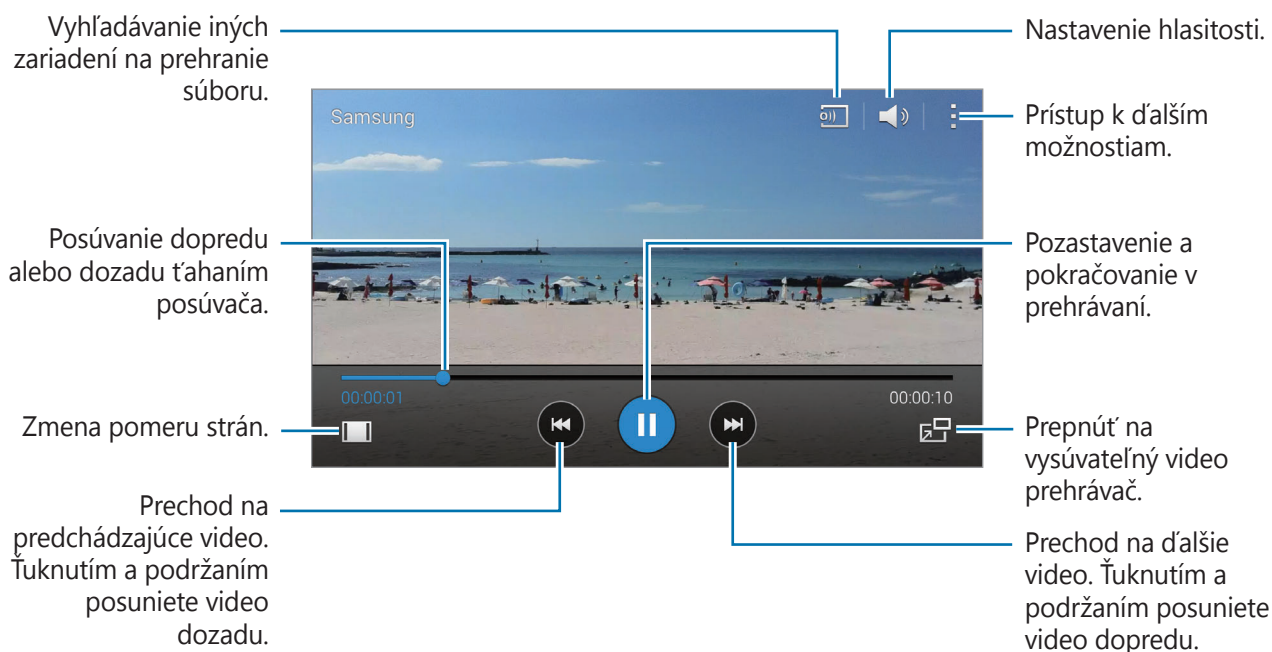 Vyhľadávanie iných
zariadení na prehranie
súboru.
Nastavenie hlasitosti.
Samsung
Prístup k ďalším
možnostiam.
Posúvanie dopredu
alebo dozadu ťahaním
posúvača.
Pozastavenie a
pokračovanie v
prehrávaní.
00:00:01
00:00:10
Zmena pomeru strán.
Prepnúť na
vysúvateľný video
prehrávač.
Prechod na
predchádzajúce video.
Ťuknutím a podržaním
posuniete video
dozadu.
Prechod na ďalšie
video. Ťuknutím a
podržaním posuniete
video dopredu.